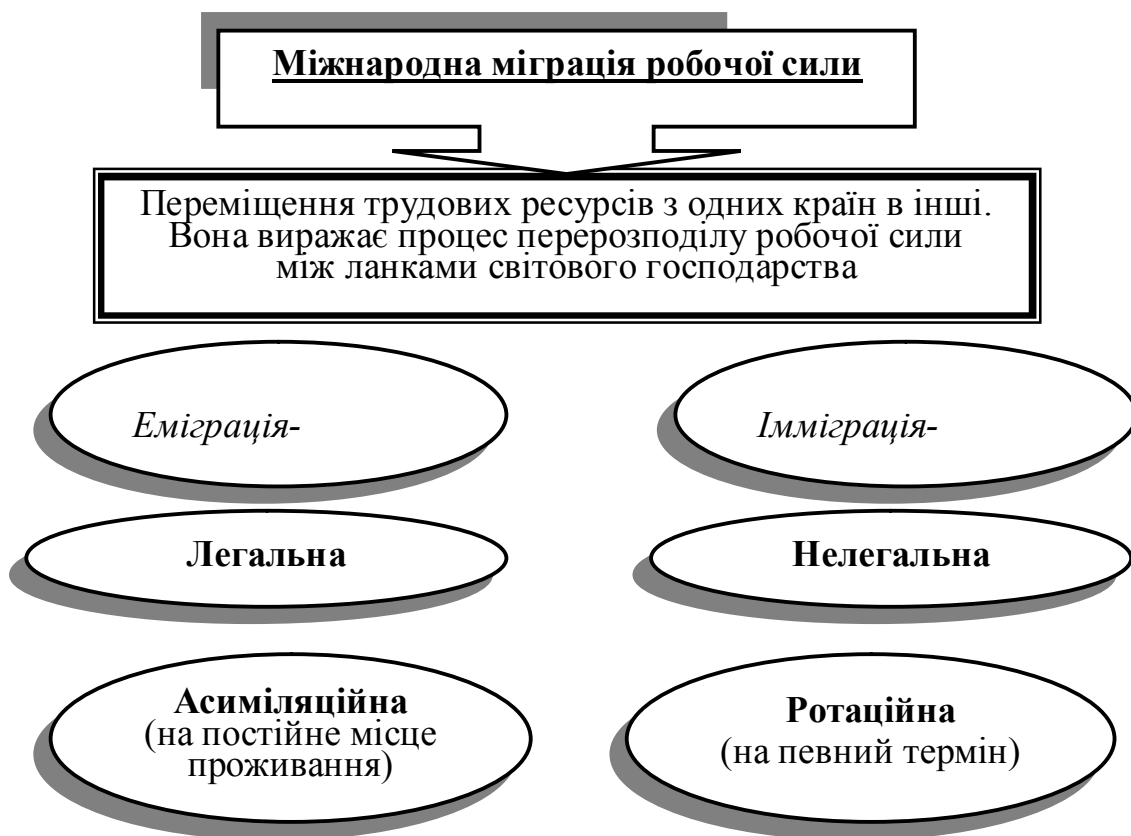 Міжнародна міграція робочої сили
Переміщення трудових ресурсів з одних країн в інші.
Вона виражає процес перерозподілу робочої сили
між ланками світового господарства
Еміграція-
Імміграція-
Легальна
Нелегальна
Асиміляційна
(на постійне місце
проживання)
Ротаційна
(на певний термін)